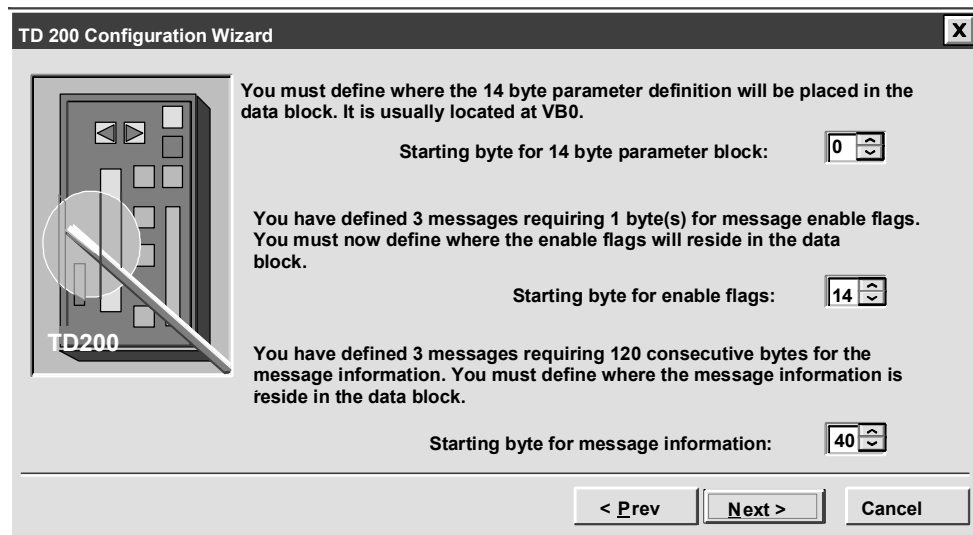 TD 200 Configuration Wizard
X
You must define where the 14 byte parameter definition will be placed in the
data block. It is usually located at VB0.
Starting byte for 14 byte parameter block: 0
You have defined 3 messages requiring 1 byte(s) for message enable flags.
You must now define where the enable flags will reside in the data
block.
Starting byte for enable flags: 14
TD200
You have defined 3 messages requiring 120 consecutive bytes for the
message information. You must define where the message information is
reside in the data block.
Starting byte for message information: 40
< Prev Next > Cancel